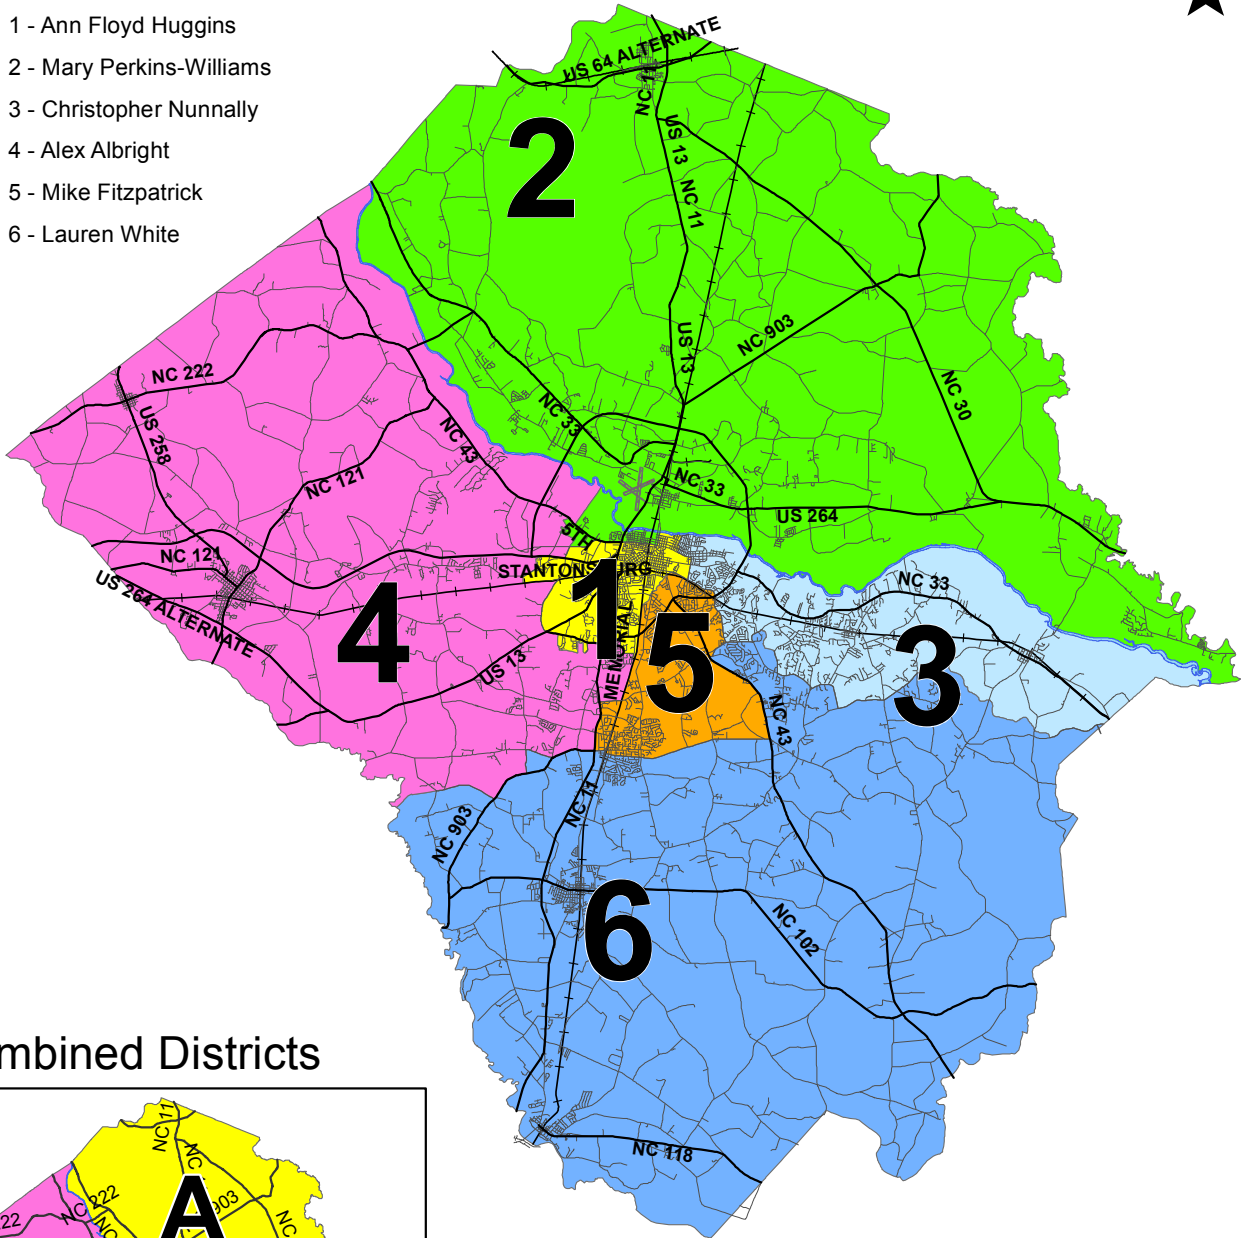 1 - Ann Floyd Huggins
2 - Mary Perkins-Williams
3 - Christopher Nunnally
4 - Alex Albright
5 - Mike Fitzpatrick
6 - Lauren White
US 64 ALTERNATE
NC 11
2
US 13
NC 11
US 13
NC 903
NC 30
NC 222
US 258
NC 43
NC 33
NC 121
NC 33
US 264
5TH
NC 121
STANTONSBURG
NC 33
US 264 ALTERNATE
4
1
5
3
MEMORIAL
US 13
NC 43
NC 11
NC 903
6
NC 102
NC 118
mbined Districts
NC 11
NC
A
903
NC 222
22
NC
NC